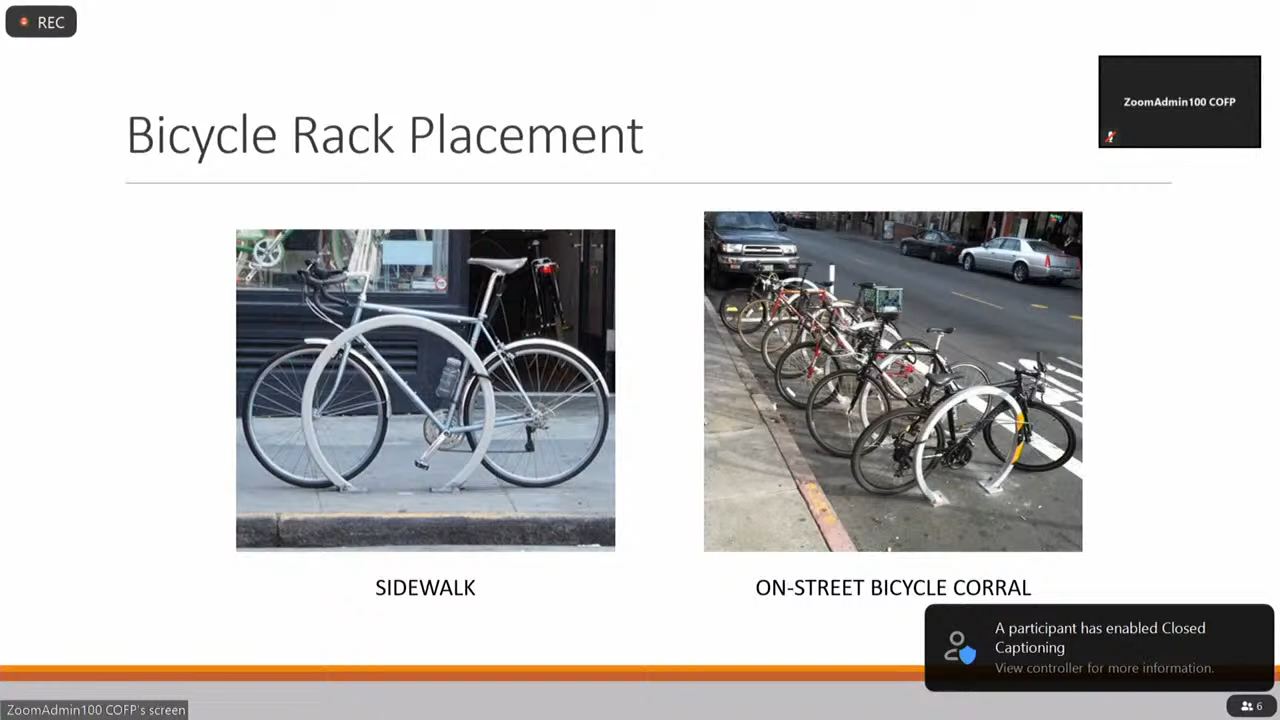 REC
ZoomAdmin100 COFP
Bicycle Rack Placement
SIDEWALK
ON-STREET BICYCLE CORRAL
A participant has enabled Closed
Captioning
View controller for more information.
ZoomAdmin100 COFP's screen
6